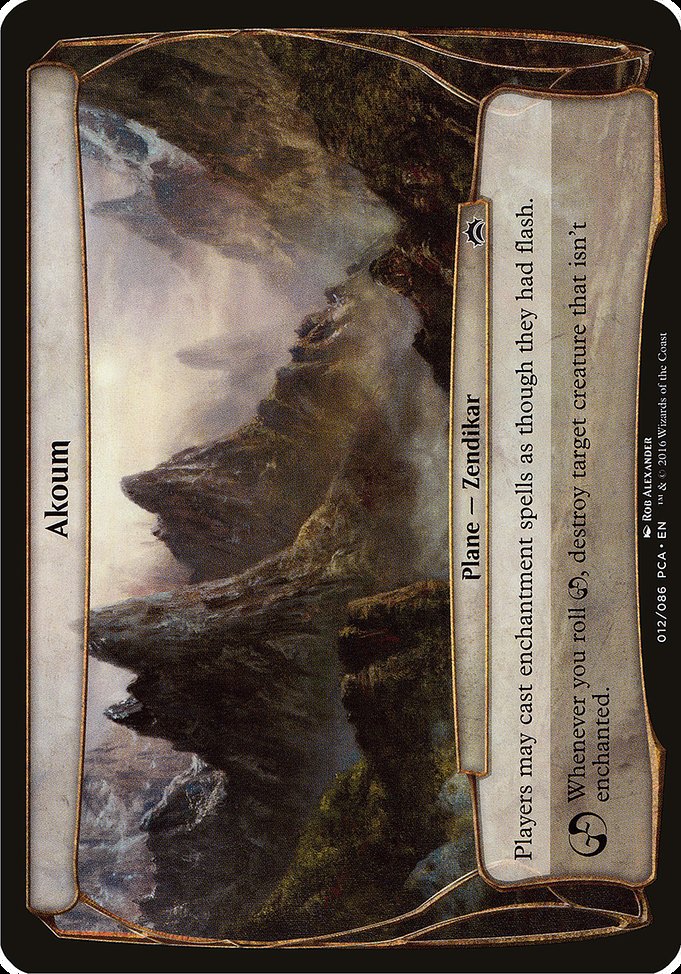 Akoum
Plane — Zendikar
Players may cast enchantment spells as though they had flash.
Whenever you roll , destroy target creature that isn't
enchanted.
Rob Alexander
012/086 PCA • EN ™ & © 2016 Wizards of the Coast